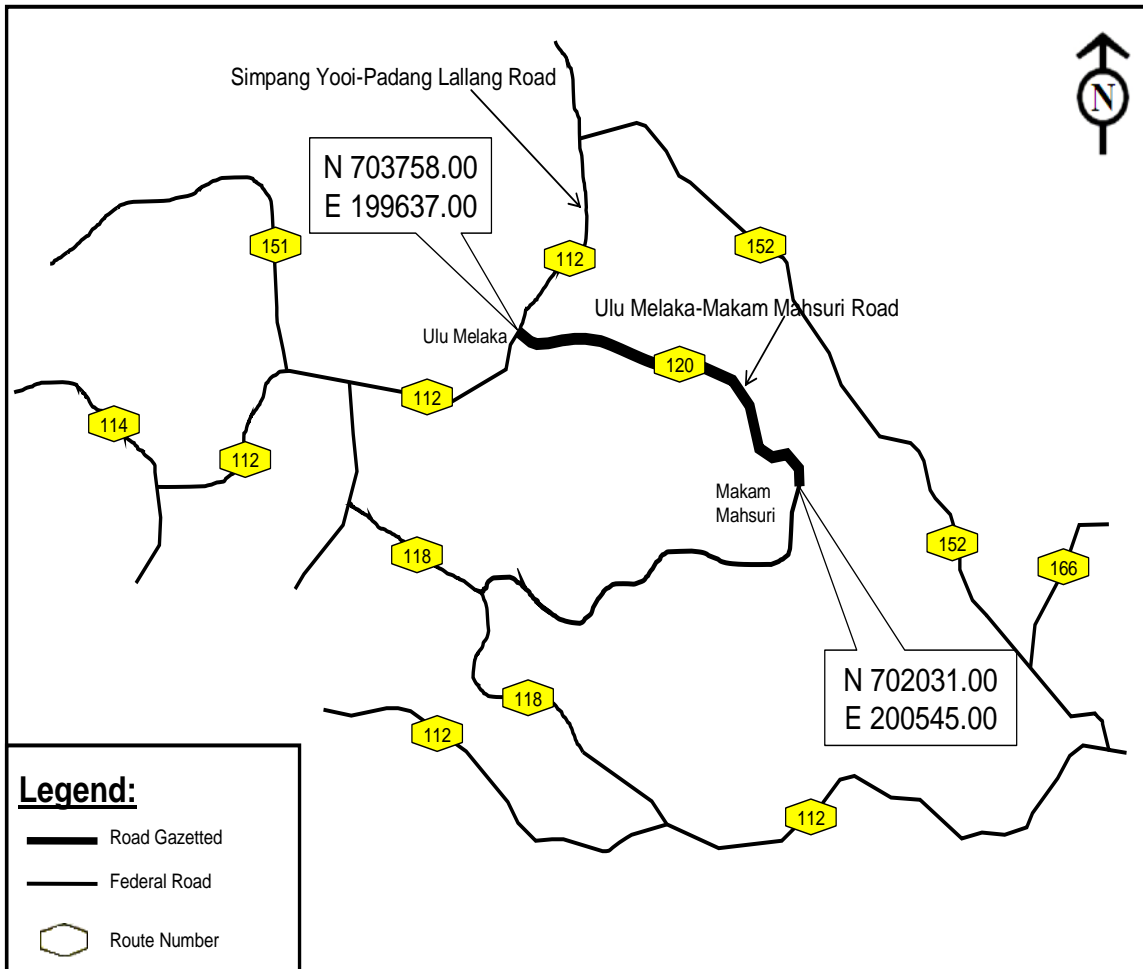 Simpang Yooi-Padang Lallang Road
N
N 703758.00
E 199637.00
151
112
152
Ulu Melaka-Makam Mahsuri Road
Ulu Melaka
120
112
114
112
Makam
Mahsuri
118
152
166
N 702031.00
E 200545.00
118
112
112
Legend:
Road Gazetted
Federal Road
Route Number